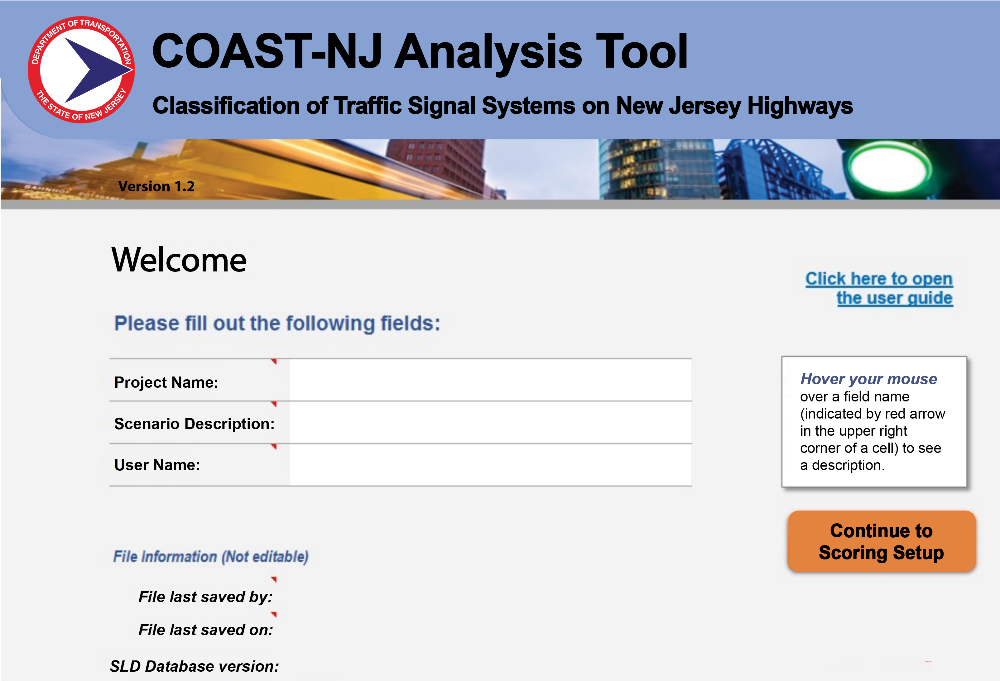 DEPARTMENT OF TRANSPORTATION
THE STATE OF NEW JERSEY
COAST-NJ Analysis Tool
Classification of Traffic Signal Systems on New Jersey Highways
BAHNHOF POTSDAMER
Version 1.2
Welcome
Click here to open
the user guide
Please fill out the following fields:
Project Name:
Scenario Description:
User Name:
Hover your mouse
over a field name
(indicated by red arrow
in the upper right
corner of a cell) to see
a description.
Continue to
Scoring Setup
File Information (Not editable)
File last saved by:
File last saved on:
SLD Database version: